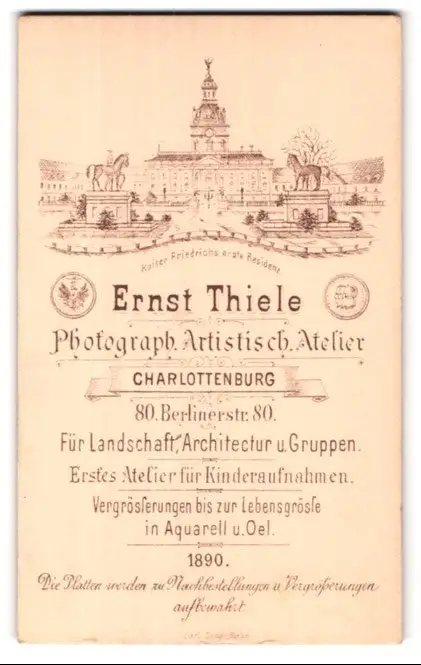 Kaiser Friedrichs erste Residenz
Ernst Thiele
Photograph. Artistisch. Atelier
CHARLOTTENBURG
80. Berlinerstr. 80.
Für Landschaft, Architectur u. Gruppen.
Erstes Atelier für Kinderaufnahmen.
Vergrösserungen bis zur Lebensgrösse
in Aquarell u. Oel.
1890.
Die Platten werden zu Nachbestellungen u. Vergrößerungen
aufbewahrt